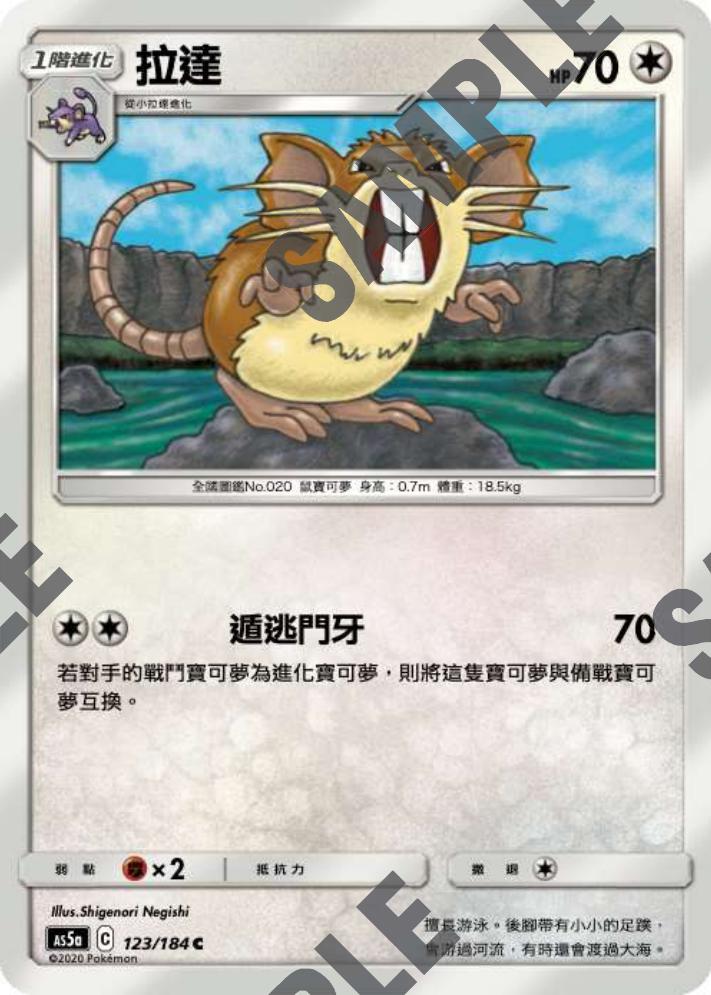 1階進化
拉達
HP70
從小拉達進化
SAMPLE
全國圖鑑No.020 鼠寶可夢 身高：0.7m 體重：18.5kg
遁逃門牙 70
若對手的戰鬥寶可夢為進化寶可夢，則將這隻寶可夢與備戰寶可
夢互換。
弱點 ×2 抵抗力 撤退
Illus.Shigenori Negishi
AS5a C 123/184 C
©2020 Pokémon
擅長游泳。後腳帶有小小的足蹼，
會游過河流，有時還會渡過大海。